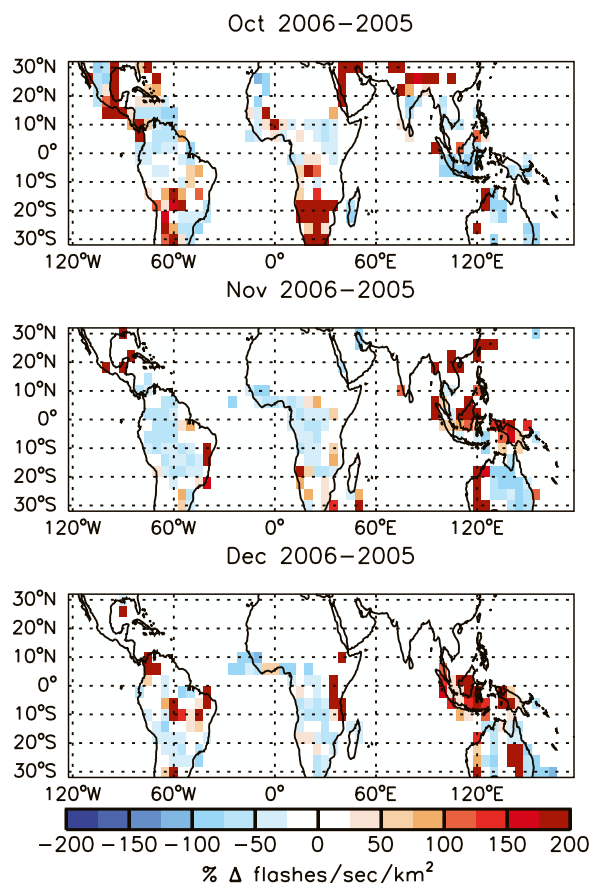 Oct 2006−2005
30°N
20°N
10°N
0°
10°S
20°S
30°S
120°W 60°W 0° 60°E 120°E
Nov 2006−2005
30°N
20°N
10°N
0°
10°S
20°S
30°S
120°W 60°W 0° 60°E 120°E
Dec 2006−2005
30°N
20°N
10°N
0°
10°S
20°S
30°S
120°W 60°W 0° 60°E 120°E
−200 −150 −100 −50 0 50 100 150 200
% Δ flashes/sec/km²